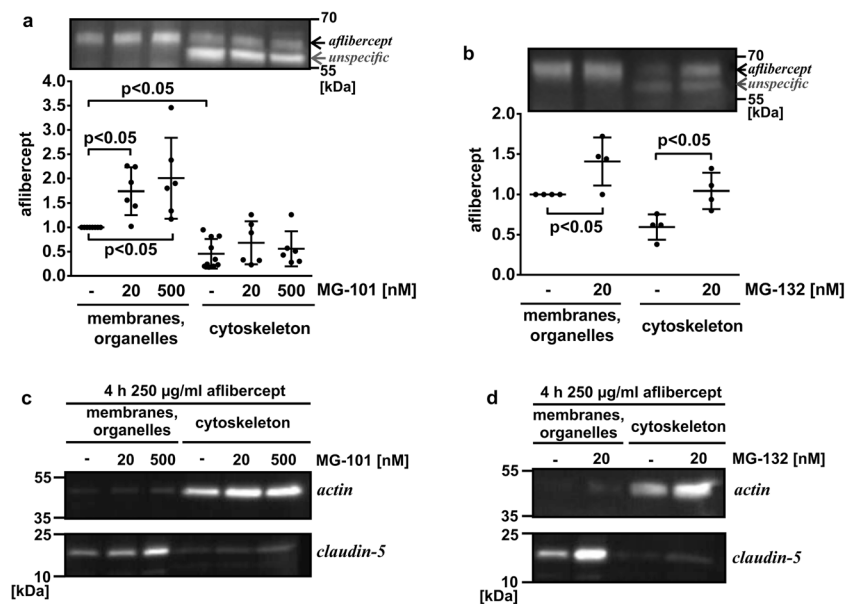 a
70
aflibercept
unspecific
55
[kDa]
4.0
3.5
3.0
2.5
2.0
1.5
1.0
0.5
0.0
aflibercept
p<0.05
p<0.05
p<0.05
- 20 500 - 20 500 MG-101 [nM]
membranes, organelles
cytoskeleton
b
70
aflibercept
unspecific
55
[kDa]
2.0
1.5
1.0
0.5
0.0
aflibercept
p<0.05
p<0.05
- 20 - 20 MG-132 [nM]
membranes, organelles
cytoskeleton
c
4 h 250 µg/ml aflibercept
membranes, organelles
cytoskeleton
- 20 500 - 20 500 MG-101 [nM]
55
actin
35
25
claudin-5
10
[kDa]
d
4 h 250 µg/ml aflibercept
membranes, organelles
cytoskeleton
- 20 - 20 MG-132 [nM]
55
actin
35
25
claudin-5
10
[kDa]